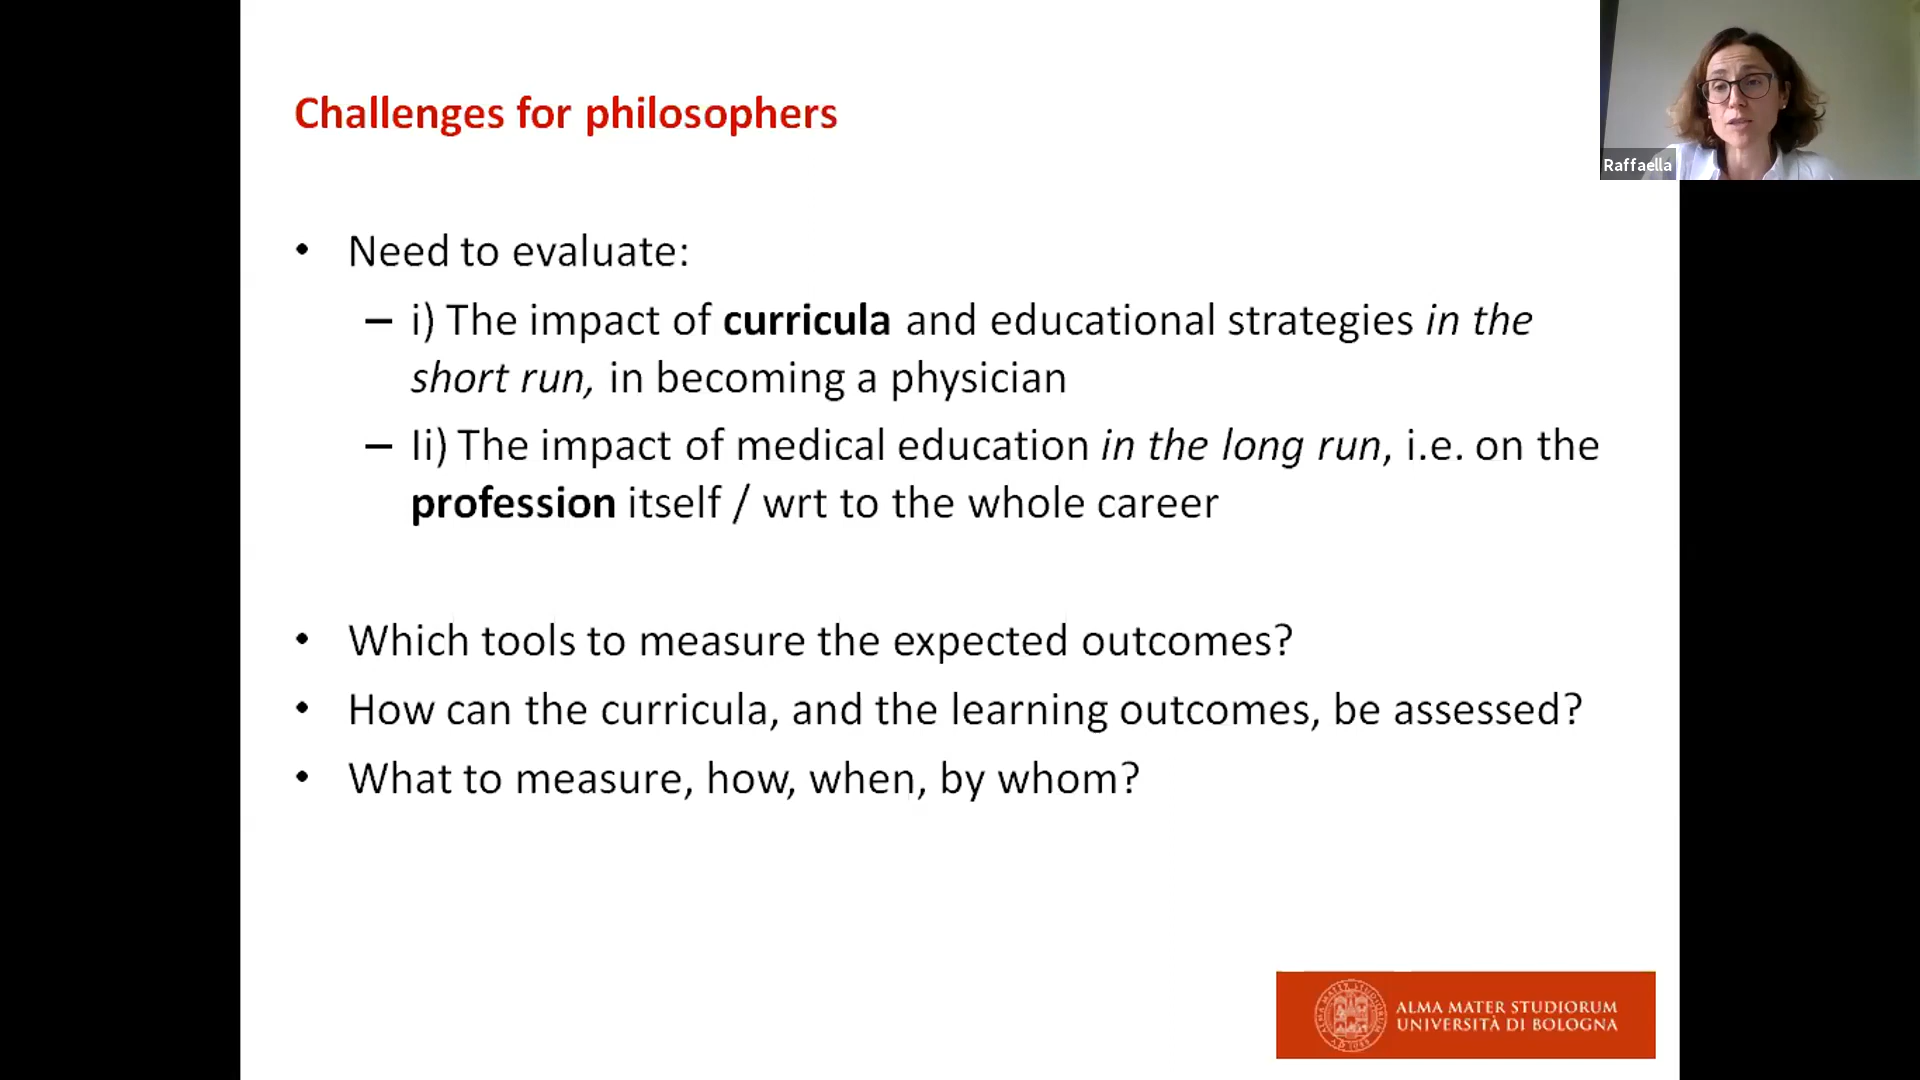 Challenges for philosophers
Raffaella
• Need to evaluate:
– i) The impact of curricula and educational strategies in the
short run, in becoming a physician
– Ii) The impact of medical education in the long run, i.e. on the
profession itself / wrt to the whole career
• Which tools to measure the expected outcomes?
• How can the curricula, and the learning outcomes, be assessed?
• What to measure, how, when, by whom?
ALMA MATER STUDIORUM
UNIVERSITÀ DI BOLOGNA